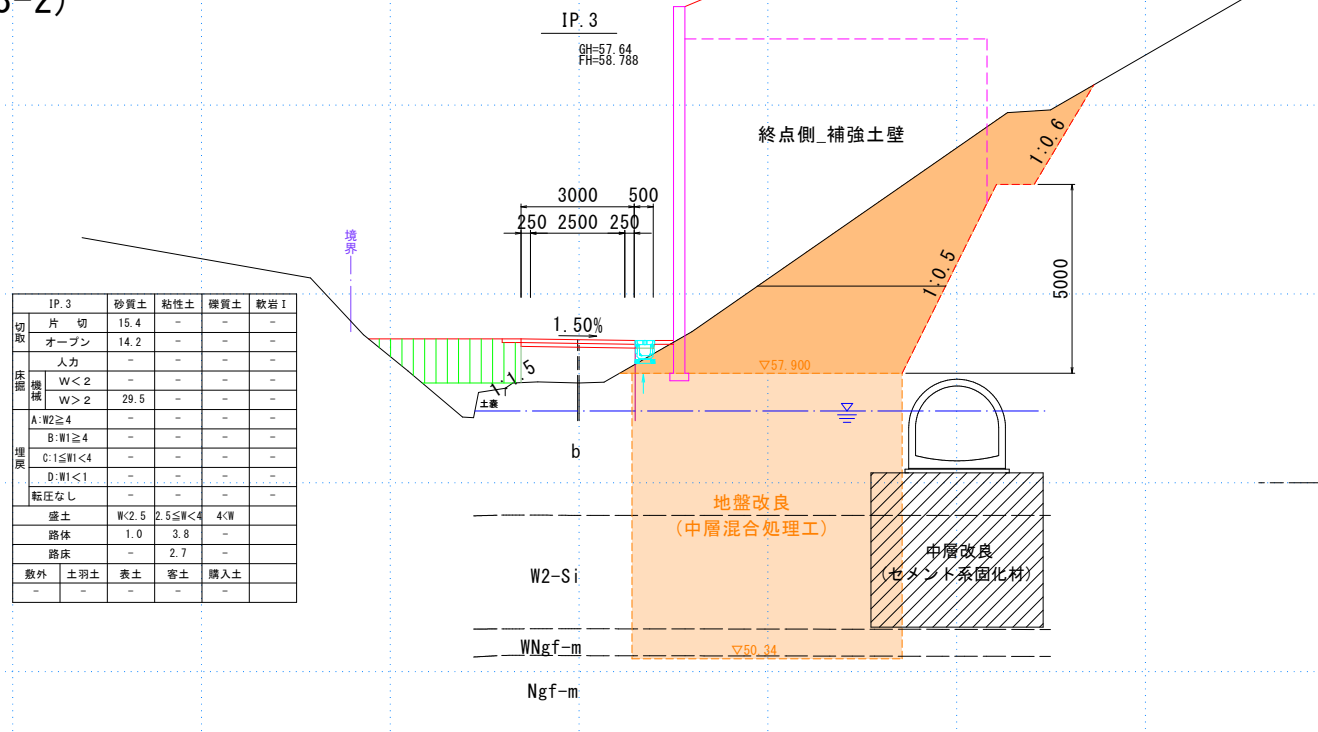 3-2)
IP.3
GH=57.64
FH=58.788
終点側_補強土壁
1:0.6
3000 500
250 2500 250
境界
1:0.5
5000
1.50%
1:1.5
土嚢
▽57.900
b
地盤改良
(中層混合処理工)
中層改良
(セメント系固化材)
W2-Si
WNgf-m
▽50.34
Ngf-m
IP.3 砂質土 粘性土 礫質土 軟岩Ⅰ
切取 片 切 15.4 - - -
オープン 14.2 - - -
床掘 人力 - - - -
機械 W<2 - - - -
W>2 29.5 - - -
埋戻 A:W2≧4 - - - -
B:W1≧4 - - - -
C:1≦W1<4 - - - -
D:W1<1 - - - -
転圧なし - - - -
盛土 W<2.5 2.5≦W<4 4<W
路体 1.0 3.8 -
路床 - 2.7 -
敷外 土羽土 表土 客土 購入土
- - - - -